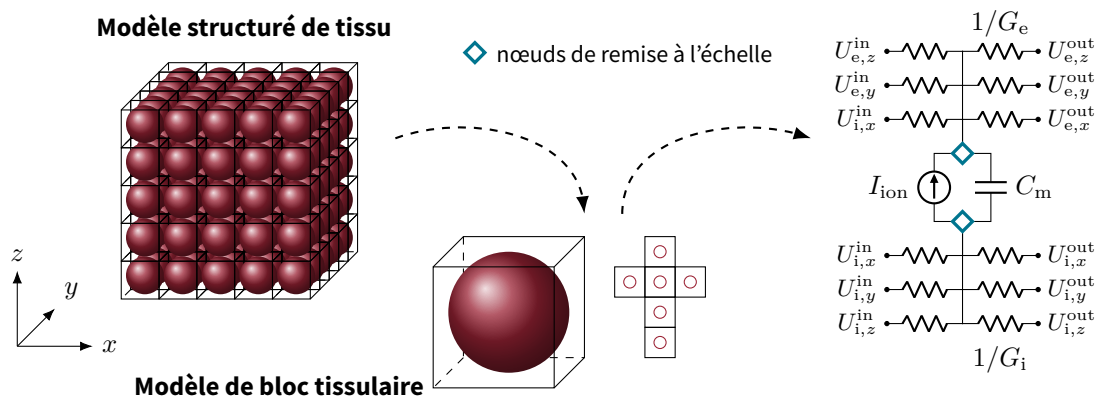 Modèle structuré de tissu
nœuds de remise à l'échelle
z
y
x
Modèle de bloc tissulaire
1/G_e
U_{e,z}^{in} U_{e,z}^{out}
U_{e,y}^{in} U_{e,y}^{out}
U_{i,x}^{in} U_{e,x}^{out}
I_{ion} C_m
U_{i,x}^{in} U_{i,x}^{out}
U_{i,y}^{in} U_{i,y}^{out}
U_{i,z}^{in} U_{i,z}^{out}
1/G_i